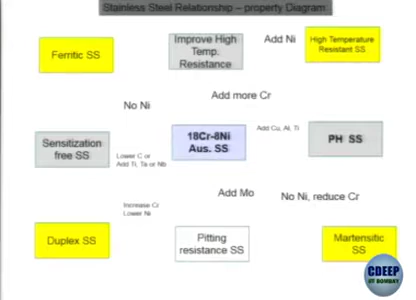 Stainless Steel Relationship – property Diagram
Ferritic SS
Improve High
Temp.
Resistance
Add Ni
High Temperature
Resistant SS
No Ni
Add more Cr
Sensitization
free SS
Lower C or
Add Ti, Ta or Nb
18Cr-8Ni
Aus. SS
Add Cu, Al, Ti
PH SS
Increase Cr
Lower Ni
Add Mo
No Ni, reduce Cr
Duplex SS
Pitting
resistance SS
Martensitic
SS
CDEEP
IIT BOMBAY